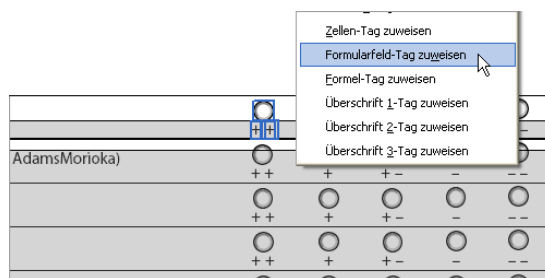 Zellen-Tag zuweisen
Formularfeld-Tag zuweisen
Formel-Tag zuweisen
Überschrift 1-Tag zuweisen
Überschrift 2-Tag zuweisen
Überschrift 3-Tag zuweisen
+ +
–
AdamsMorioka)
+ + + + – – –
+ + + + – – – –
+ + + + – – – –